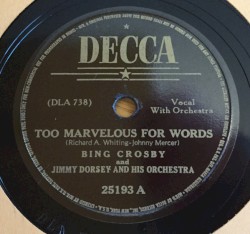 DECCA
(DLA 738)
Vocal
With Orchestra
TOO MARVELOUS FOR WORDS
(Richard A. Whiting-Johnny Mercer)
BING CROSBY
and
JIMMY DORSEY AND HIS ORCHESTRA
25193 A